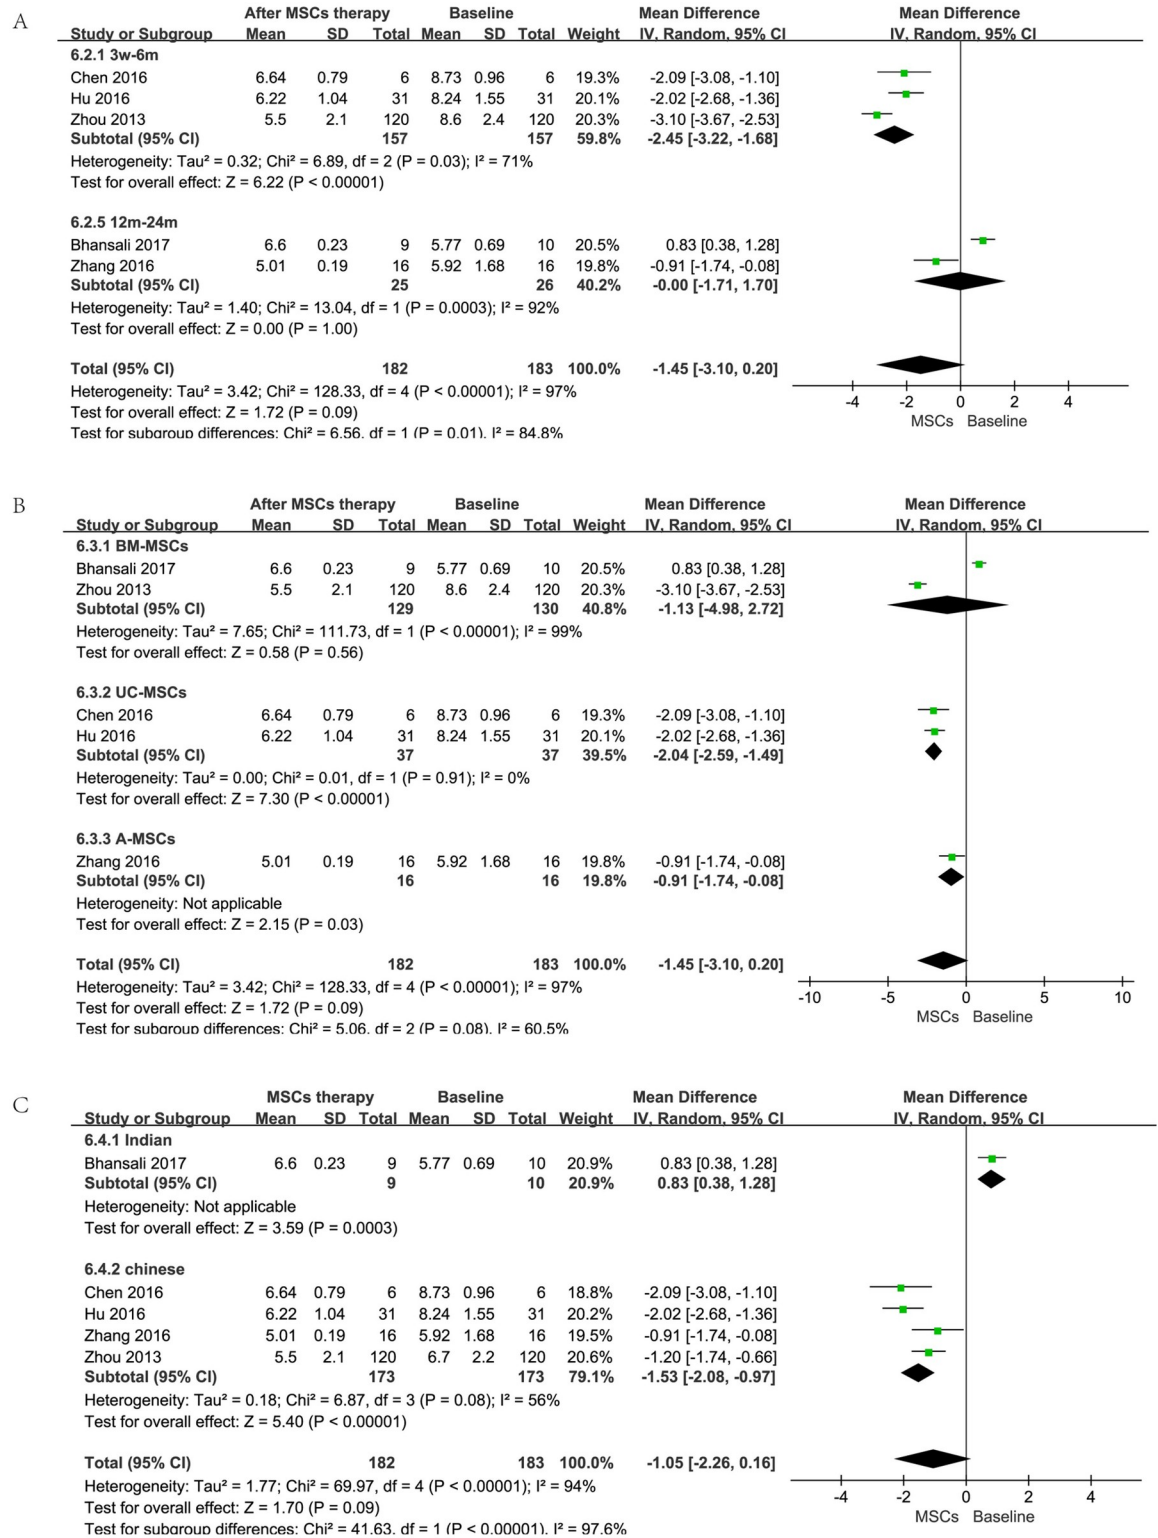 A
After MSCs therapy Baseline Mean Difference Mean Difference
Study or Subgroup Mean SD Total Mean SD Total Weight IV, Random, 95% CI IV, Random, 95% CI
6.2.1 3w-6m
Chen 2016 6.64 0.79 6 8.73 0.96 6 19.3% -2.09 [-3.08, -1.10]
Hu 2016 6.22 1.04 31 8.24 1.55 31 20.1% -2.02 [-2.68, -1.36]
Zhou 2013 5.5 2.1 120 8.6 2.4 120 20.3% -3.10 [-3.67, -2.53]
Subtotal (95% CI) 157 157 59.8% -2.45 [-3.22, -1.68]
Heterogeneity: Tau² = 0.32; Chi² = 6.89, df = 2 (P = 0.03); I² = 71%
Test for overall effect: Z = 6.22 (P < 0.00001)
6.2.5 12m-24m
Bhansali 2017 6.6 0.23 9 5.77 0.69 10 20.5% 0.83 [0.38, 1.28]
Zhang 2016 5.01 0.19 16 5.92 1.68 16 19.8% -0.91 [-1.74, -0.08]
Subtotal (95% CI) 25 26 40.2% -0.00 [-1.71, 1.70]
Heterogeneity: Tau² = 1.40; Chi² = 13.04, df = 1 (P = 0.0003); I² = 92%
Test for overall effect: Z = 0.00 (P = 1.00)
Total (95% CI) 182 183 100.0% -1.45 [-3.10, 0.20]
Heterogeneity: Tau² = 3.42; Chi² = 128.33, df = 4 (P < 0.00001); I² = 97%
Test for overall effect: Z = 1.72 (P = 0.09)
Test for subgroup differences: Chi² = 6.56, df = 1 (P = 0.01), I² = 84.8%
-4 -2 0 2 4
MSCs Baseline
B
After MSCs therapy Baseline Mean Difference Mean Difference
Study or Subgroup Mean SD Total Mean SD Total Weight IV, Random, 95% CI IV, Random, 95% CI
6.3.1 BM-MSCs
Bhansali 2017 6.6 0.23 9 5.77 0.69 10 20.5% 0.83 [0.38, 1.28]
Zhou 2013 5.5 2.1 120 8.6 2.4 120 20.3% -3.10 [-3.67, -2.53]
Subtotal (95% CI) 129 130 40.8% -1.13 [-4.98, 2.72]
Heterogeneity: Tau² = 7.65; Chi² = 111.73, df = 1 (P < 0.00001); I² = 99%
Test for overall effect: Z = 0.58 (P = 0.56)
6.3.2 UC-MSCs
Chen 2016 6.64 0.79 6 8.73 0.96 6 19.3% -2.09 [-3.08, -1.10]
Hu 2016 6.22 1.04 31 8.24 1.55 31 20.1% -2.02 [-2.68, -1.36]
Subtotal (95% CI) 37 37 39.5% -2.04 [-2.59, -1.49]
Heterogeneity: Tau² = 0.00; Chi² = 0.01, df = 1 (P = 0.91); I² = 0%
Test for overall effect: Z = 7.30 (P < 0.00001)
6.3.3 A-MSCs
Zhang 2016 5.01 0.19 16 5.92 1.68 16 19.8% -0.91 [-1.74, -0.08]
Subtotal (95% CI) 16 16 19.8% -0.91 [-1.74, -0.08]
Heterogeneity: Not applicable
Test for overall effect: Z = 2.15 (P = 0.03)
Total (95% CI) 182 183 100.0% -1.45 [-3.10, 0.20]
Heterogeneity: Tau² = 3.42; Chi² = 128.33, df = 4 (P < 0.00001); I² = 97%
Test for overall effect: Z = 1.72 (P = 0.09)
Test for subgroup differences: Chi² = 5.06, df = 2 (P = 0.08), I² = 60.5%
-10 -5 0 5 10
MSCs Baseline
C
MSCs therapy Baseline Mean Difference Mean Difference
Study or Subgroup Mean SD Total Mean SD Total Weight IV, Random, 95% CI IV, Random, 95% CI
6.4.1 Indian
Bhansali 2017 6.6 0.23 9 5.77 0.69 10 20.9% 0.83 [0.38, 1.28]
Subtotal (95% CI) 9 10 20.9% 0.83 [0.38, 1.28]
Heterogeneity: Not applicable
Test for overall effect: Z = 3.59 (P = 0.0003)
6.4.2 chinese
Chen 2016 6.64 0.79 6 8.73 0.96 6 18.8% -2.09 [-3.08, -1.10]
Hu 2016 6.22 1.04 31 8.24 1.55 31 20.2% -2.02 [-2.68, -1.36]
Zhang 2016 5.01 0.19 16 5.92 1.68 16 19.5% -0.91 [-1.74, -0.08]
Zhou 2013 5.5 2.1 120 6.7 2.2 120 20.6% -1.20 [-1.74, -0.66]
Subtotal (95% CI) 173 173 79.1% -1.53 [-2.08, -0.97]
Heterogeneity: Tau² = 0.18; Chi² = 6.87, df = 3 (P = 0.08); I² = 56%
Test for overall effect: Z = 5.40 (P < 0.00001)
Total (95% CI) 182 183 100.0% -1.05 [-2.26, 0.16]
Heterogeneity: Tau² = 1.77; Chi² = 69.97, df = 4 (P < 0.00001); I² = 94%
Test for overall effect: Z = 1.70 (P = 0.09)
Test for subgroup differences: Chi² = 41.63, df = 1 (P < 0.00001), I² = 97.6%
-4 -2 0 2 4
MSCs Baseline